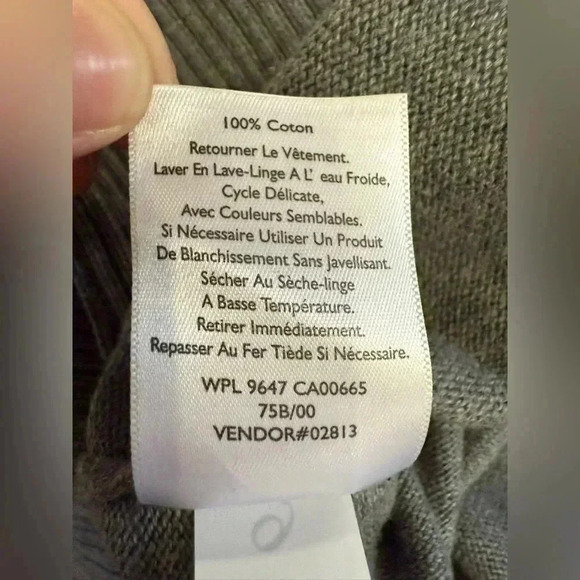 100% Coton
Retourner Le Vêtement.
Laver En Lave-Linge A L' eau Froide,
Cycle Délicate,
Avec Couleurs Semblables.
Si Nécessaire Utiliser Un Produit
De Blanchissement Sans Javellisant.
Sécher Au Sèche-linge
A Basse Température.
Retirer Immédiatement.
Repasser Au Fer Tiède Si Nécessaire.
WPL 9647 CA00665
75B/00
VENDOR#02813